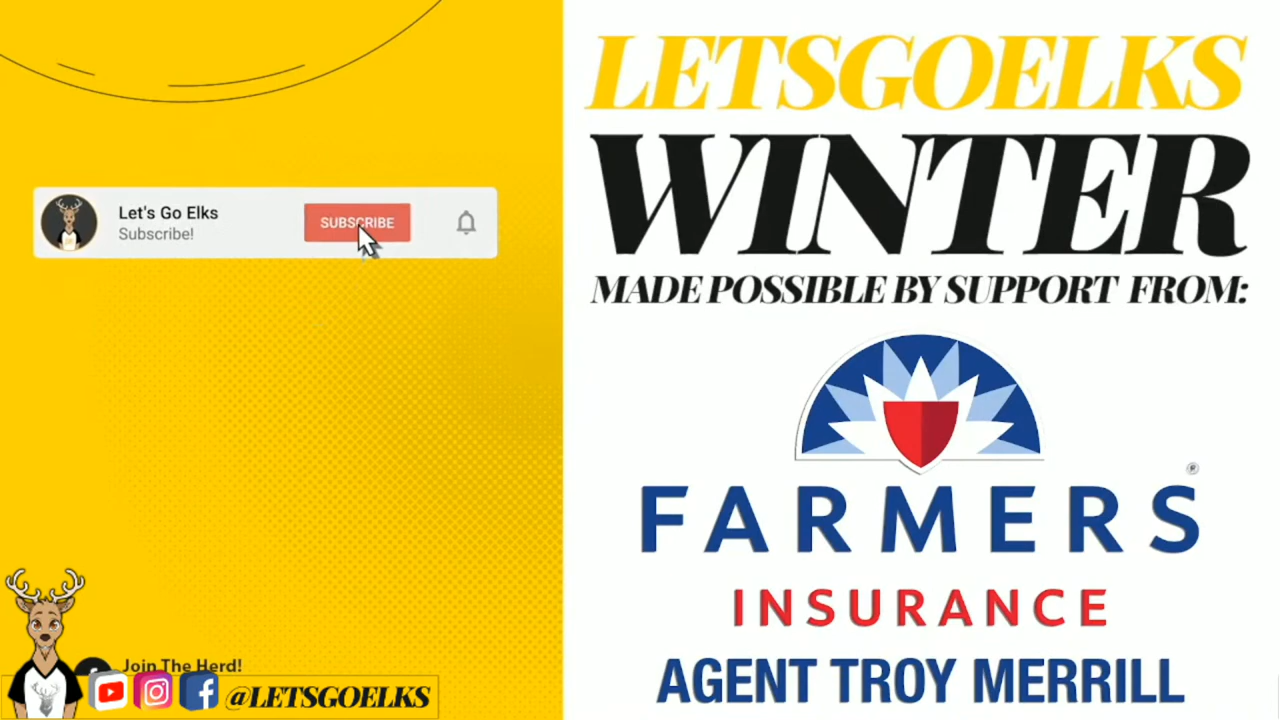 LETSGOELKS
WINTER
MADE POSSIBLE BY SUPPORT FROM:
Let's Go Elks
Subscribe!
SUBSCRIBE
FARMERS
®
INSURANCE
AGENT TROY MERRILL
Join The Herd!
@LETSGOELKS